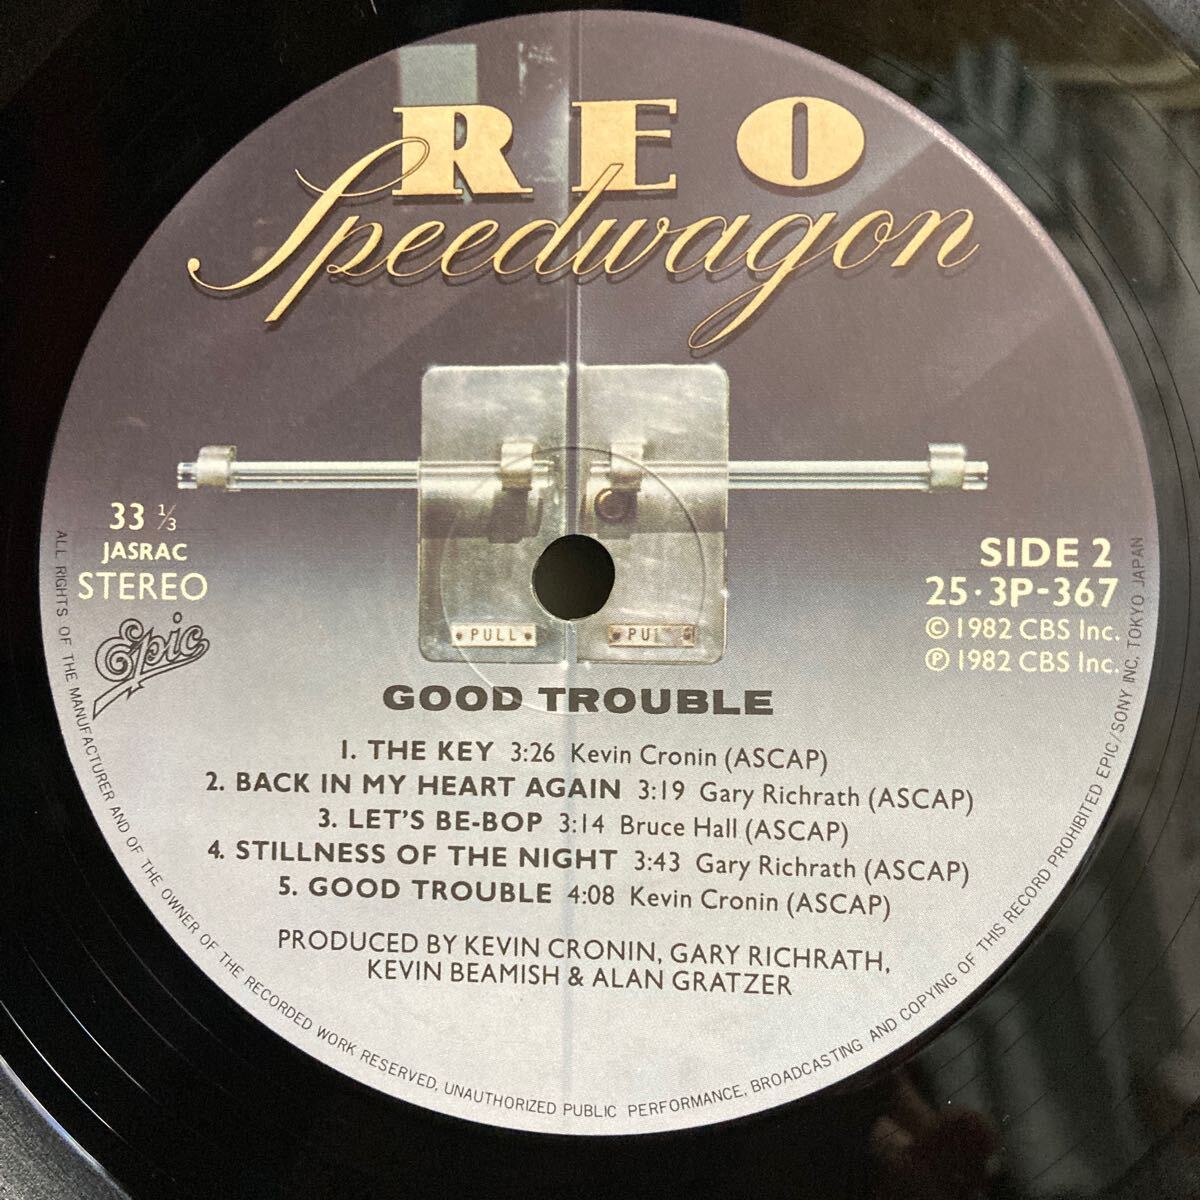 REO
Speedwagon
33 1/3
JASRAC
STEREO
Epic
SIDE 2
25・3P-367
© 1982 CBS Inc.
℗ 1982 CBS Inc.
PULL
PUL
GOOD TROUBLE
1. THE KEY 3:26 Kevin Cronin (ASCAP)
2. BACK IN MY HEART AGAIN 3:19 Gary Richrath (ASCAP)
3. LET'S BE-BOP 3:14 Bruce Hall (ASCAP)
4. STILLNESS OF THE NIGHT 3:43 Gary Richrath (ASCAP)
5. GOOD TROUBLE 4:08 Kevin Cronin (ASCAP)
PRODUCED BY KEVIN CRONIN, GARY RICHRATH,
KEVIN BEAMISH & ALAN GRATZER
ALL RIGHTS OF THE MANUFACTURER AND OF THE OWNER OF THE RECORDED WORK RESERVED, UNAUTHORIZED PUBLIC PERFORMANCE, BROADCASTING AND COPYING OF THIS RECORD PROHIBITED EPIC/SONY INC. TOKYO JAPAN